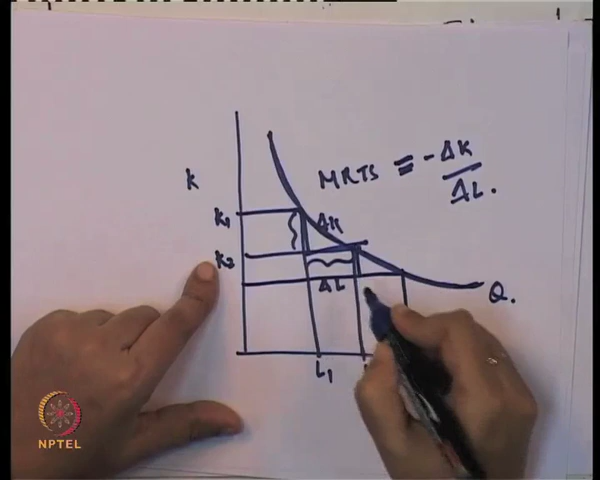 MRTS = -ΔK
ΔL.
K
K1
ΔK
K2
ΔL
Q.
L1
NPTEL